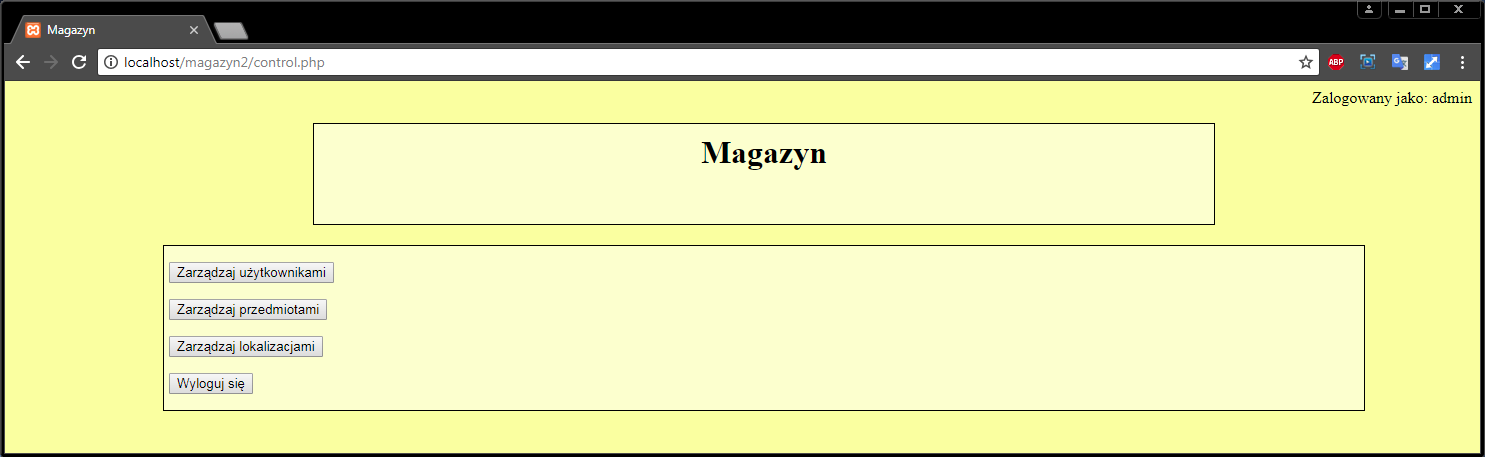 Magazyn
localhost/magazyn2/control.php
ABP
Zalogowany jako: admin
Magazyn
Zarządzaj użytkownikami
Zarządzaj przedmiotami
Zarządzaj lokalizacjami
Wyloguj się